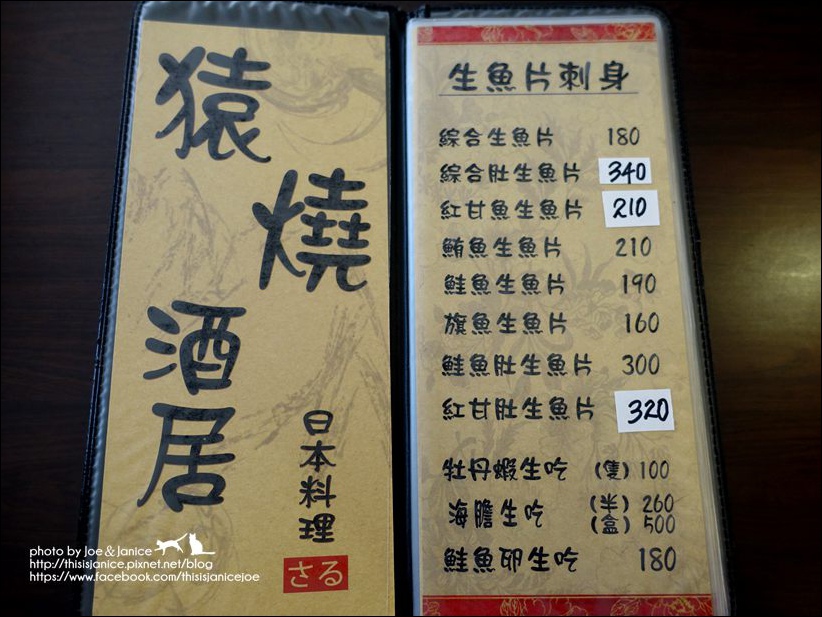 猿燒
酒居
日本料理
さる
生魚片刺身
綜合生魚片 180
綜合肚生魚片 340
紅甘魚生魚片 210
鮪魚生魚片 210
鮭魚生魚片 190
旗魚生魚片 160
鮭魚肚生魚片 300
紅甘肚生魚片 320
牡丹蝦生吃 (隻) 100
海膽生吃 (半) 260
(盒) 500
鮭魚卵生吃 180
photo by Joe & Janice
http://thisisjanice.pixnet.net/blog
https://www.facebook.com/thisisjanicejoe